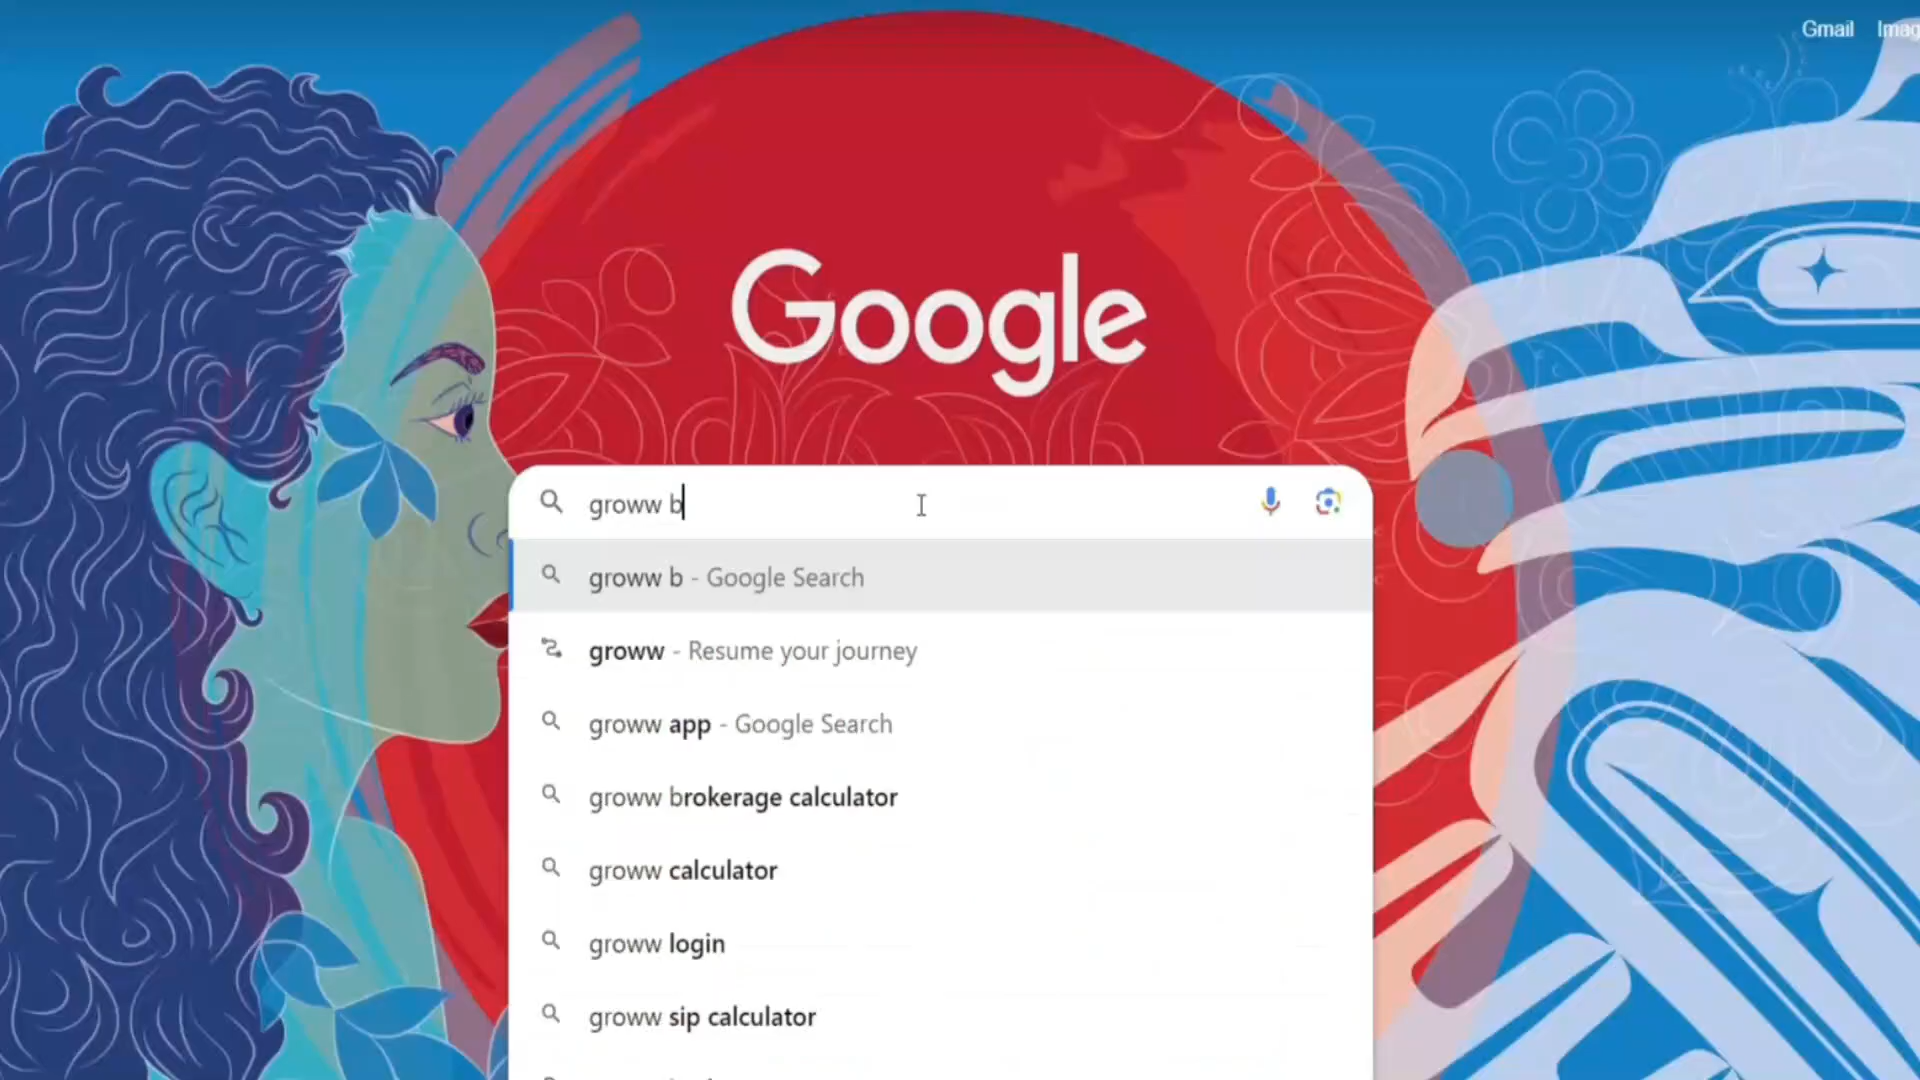 Gmail
Google
groww b
groww b - Google Search
groww - Resume your journey
groww app - Google Search
groww brokerage calculator
groww calculator
groww login
groww sip calculator